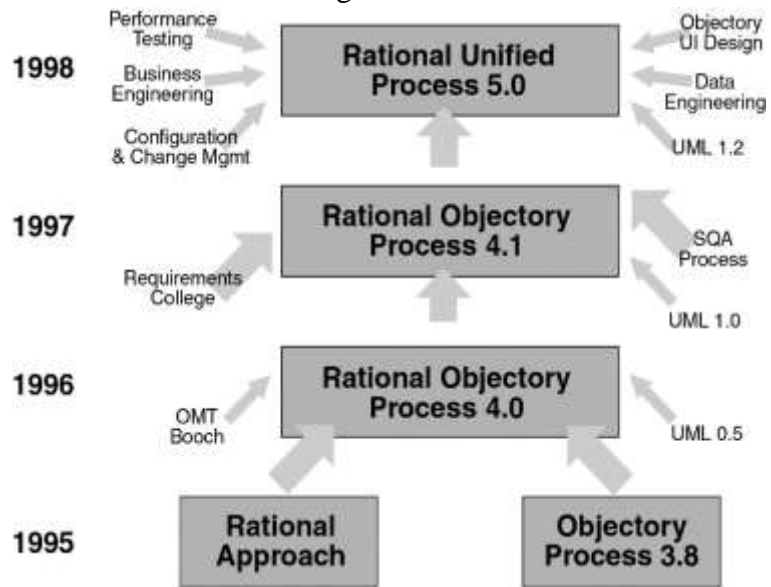 Performance
Testing
Objectory
UI Design
1998
Rational Unified
Process 5.0
Business
Engineering
Data
Engineering
Configuration
& Change Mgmt
UML 1.2
1997
Rational Objectory
Process 4.1
SQA
Process
Requirements
College
UML 1.0
1996
Rational Objectory
Process 4.0
OMT
Booch
UML 0.5
1995
Rational
Approach
Objectory
Process 3.8